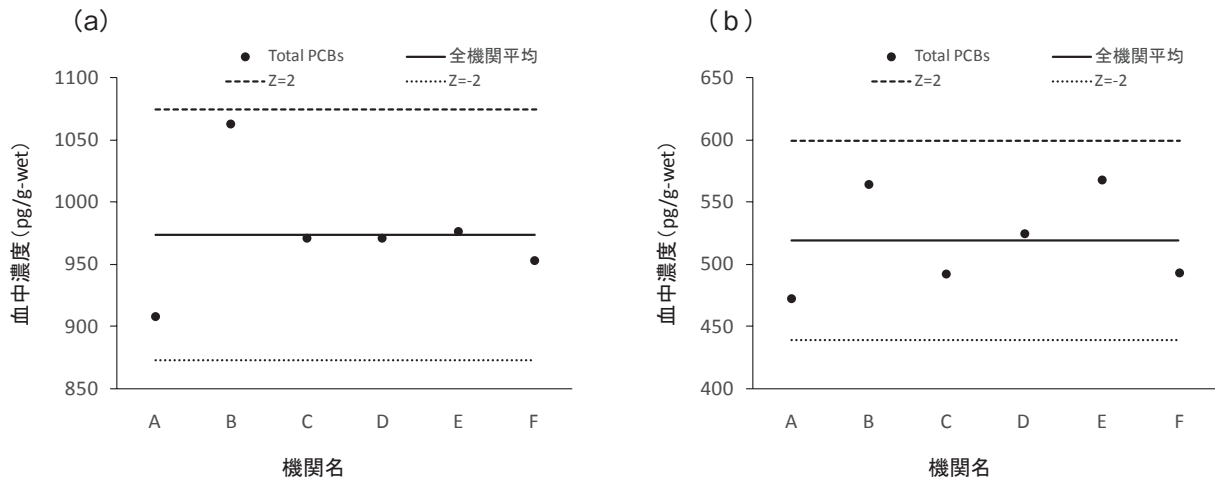 (a)
Total PCBs 全機関平均
Z=2 Z=-2
血中濃度(pg/g-wet)
1100
1050
1000
950
900
850
A B C D E F
機関名
(b)
Total PCBs 全機関平均
Z=2 Z=-2
血中濃度(pg/g-wet)
650
600
550
500
450
400
A B C D E F
機関名